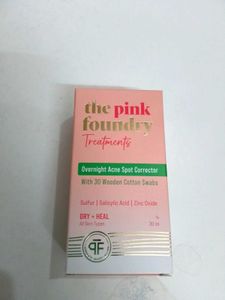 the pink
foundry
Treatments
Overnight Acne Spot Corrector
With 30 Wooden Cotton Swabs
Sulfur | Salicylic Acid | Zinc Oxide
DRY + HEAL
All Skin Types
30 ml